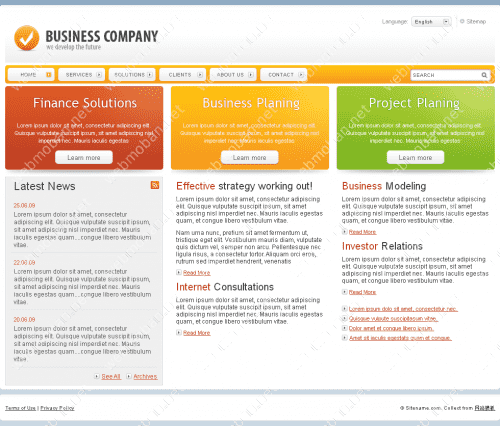 Language: English Sitemap
BUSINESS COMPANY
we develop the future
HOME SERVICES SOLUTIONS CLIENTS ABOUT US CONTACT SEARCH
Finance Solutions
Lorem ipsum dolor sit amet, consectetur adipiscing elit.
Quisque vulputate suscipit ipsum, sit amet adipiscing nisl
imperdiet nec. Mauris iaculis egestas
Learn more
Business Planing
Lorem ipsum dolor sit amet, consectetur adipiscing elit.
Quisque vulputate suscipit ipsum, sit amet adipiscing nisl
imperdiet nec. Mauris iaculis egestas
Learn more
Project Planing
Lorem ipsum dolor sit amet, consectetur adipiscing elit.
Quisque vulputate suscipit ipsum, sit amet adipiscing nisl
imperdiet nec. Mauris iaculis egestas
Learn more
Latest News
25.06.09
Lorem ipsum dolor sit amet, consectetur
adipiscing elit. Quisque vulputate suscipit ipsum,
sit amet adipiscing nisl imperdiet nec. Mauris
iaculis egestas quam...congue libero vestibulum
vitae.
22.06.09
Lorem ipsum dolor sit amet, consectetur
adipiscing elit. Quisque vulputate suscipit ipsum,
sit amet adipiscing nisl imperdiet nec. Mauris
iaculis egestas quam...congue libero vestibulum
vitae.
20.06.09
Lorem ipsum dolor sit amet, consectetur
adipiscing elit. Quisque vulputate suscipit ipsum,
sit amet adipiscing nisl imperdiet nec. Mauris
iaculis egestas quam...congue libero vestibulum
vitae.
See All Archives
Effective strategy working out!
Lorem ipsum dolor sit amet, consectetur adipiscing
elit. Quisque vulputate suscipit ipsum, sit amet
adipiscing nisl imperdiet nec. Mauris iaculis egestas
quam, et congue libero vestibulum vitae.
Nam urna nunc, pretium sit amet fermentum ut,
tristique eget elit. Vestibulum mauris diam, vulputate
quis dictum vel, semper nec arcu. Pellentesque nec
ligula risus, a consectetur tortor. Aliquam orci eros,
rutrum sed imperdiet hendrerit, venenatis
Read More
Internet Consultations
Lorem ipsum dolor sit amet, consectetur adipiscing
elit. Quisque vulputate suscipit ipsum, sit amet
adipiscing nisl imperdiet nec. Mauris iaculis egestas
quam, et congue libero vestibulum vitae.
Read More
Business Modeling
Lorem ipsum dolor sit amet, consectetur adipiscing
elit. Quisque vulputate suscipit ipsum, sit amet
adipiscing nisl imperdiet nec. Mauris iaculis egestas
quam, et congue libero vestibulum vitae.
Read More
Investor Relations
Lorem ipsum dolor sit amet, consectetur adipiscing
elit. Quisque vulputate suscipit ipsum, sit amet
adipiscing nisl imperdiet nec. Mauris iaculis egestas
quam, et congue libero vestibulum vitae.
Read More
Lorem ipsum dolo sit amet, consectetur nec.
Quisque vulputate suscipitestibulum vitae.
Dolor amet et congue libero ipsum.
Amet sit iaculis egestasds quam et congue.
Terms of Use | Privacy Policy
© Sitename.com. Collect from